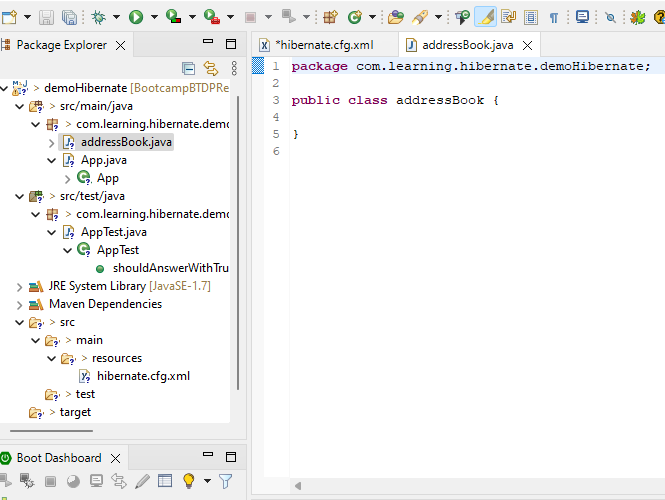 Package Explorer
*hibernate.cfg.xml
addressBook.java
> demoHibernate [BootcampBTDPRe
> src/main/java
> com.learning.hibernate.demo
addressBook.java
App.java
App
> src/test/java
> com.learning.hibernate.demo
AppTest.java
AppTest
shouldAnswerWithTru
JRE System Library [JavaSE-1.7]
Maven Dependencies
> src
> main
> resources
hibernate.cfg.xml
> test
> target
Boot Dashboard
1 package com.learning.hibernate.demoHibernate;
2
3 public class addressBook {
4
5 }
6